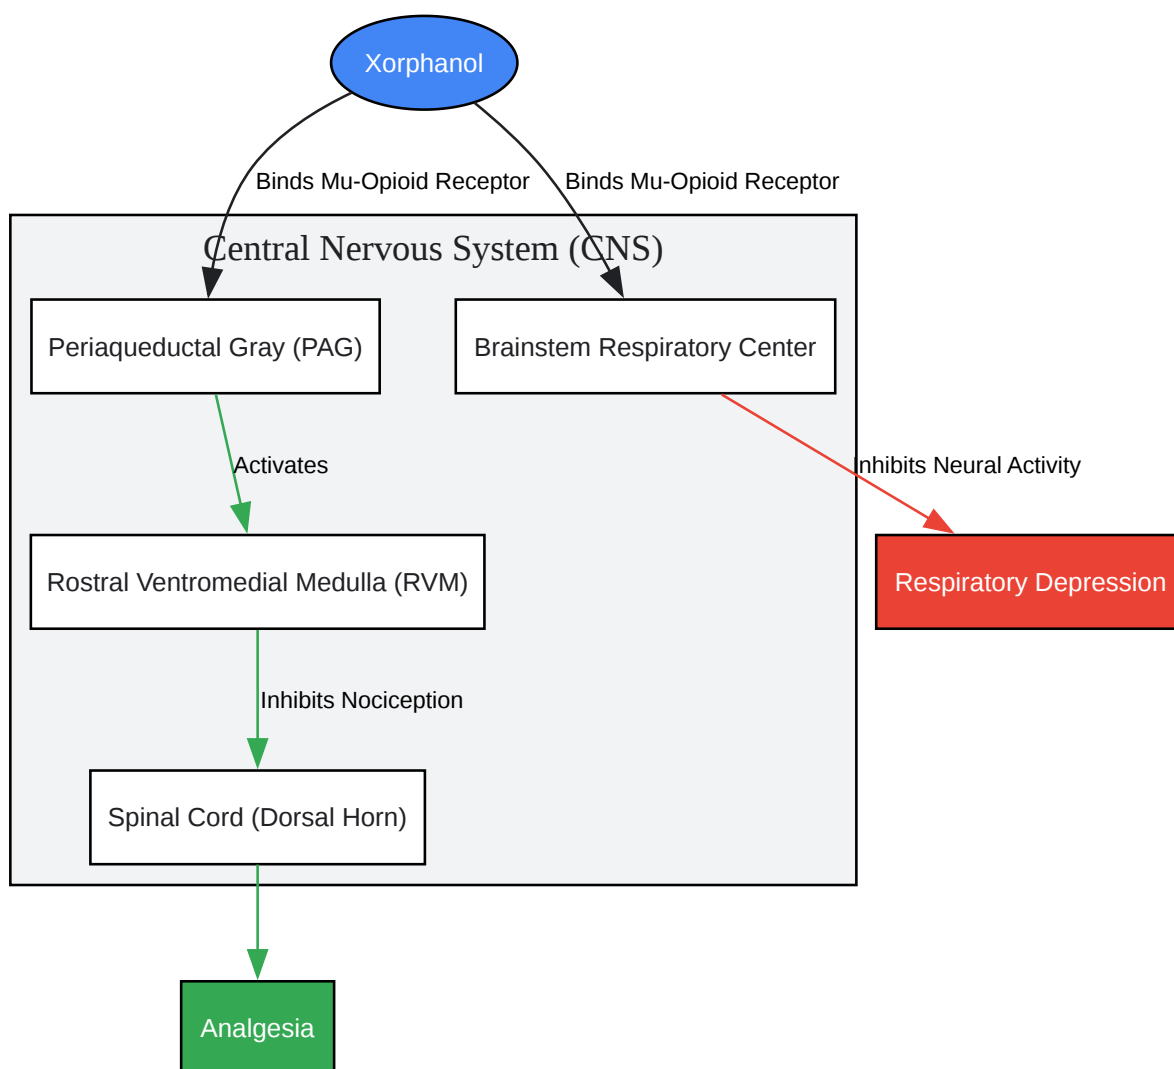 Xorphanol
Binds Mu-Opioid Receptor
Binds Mu-Opioid Receptor
Central Nervous System (CNS)
Periaqueductal Gray (PAG)
Brainstem Respiratory Center
Activates
Inhibits Neural Activity
Rostral Ventromedial Medulla (RVM)
Respiratory Depression
Inhibits Nociception
Spinal Cord (Dorsal Horn)
Analgesia